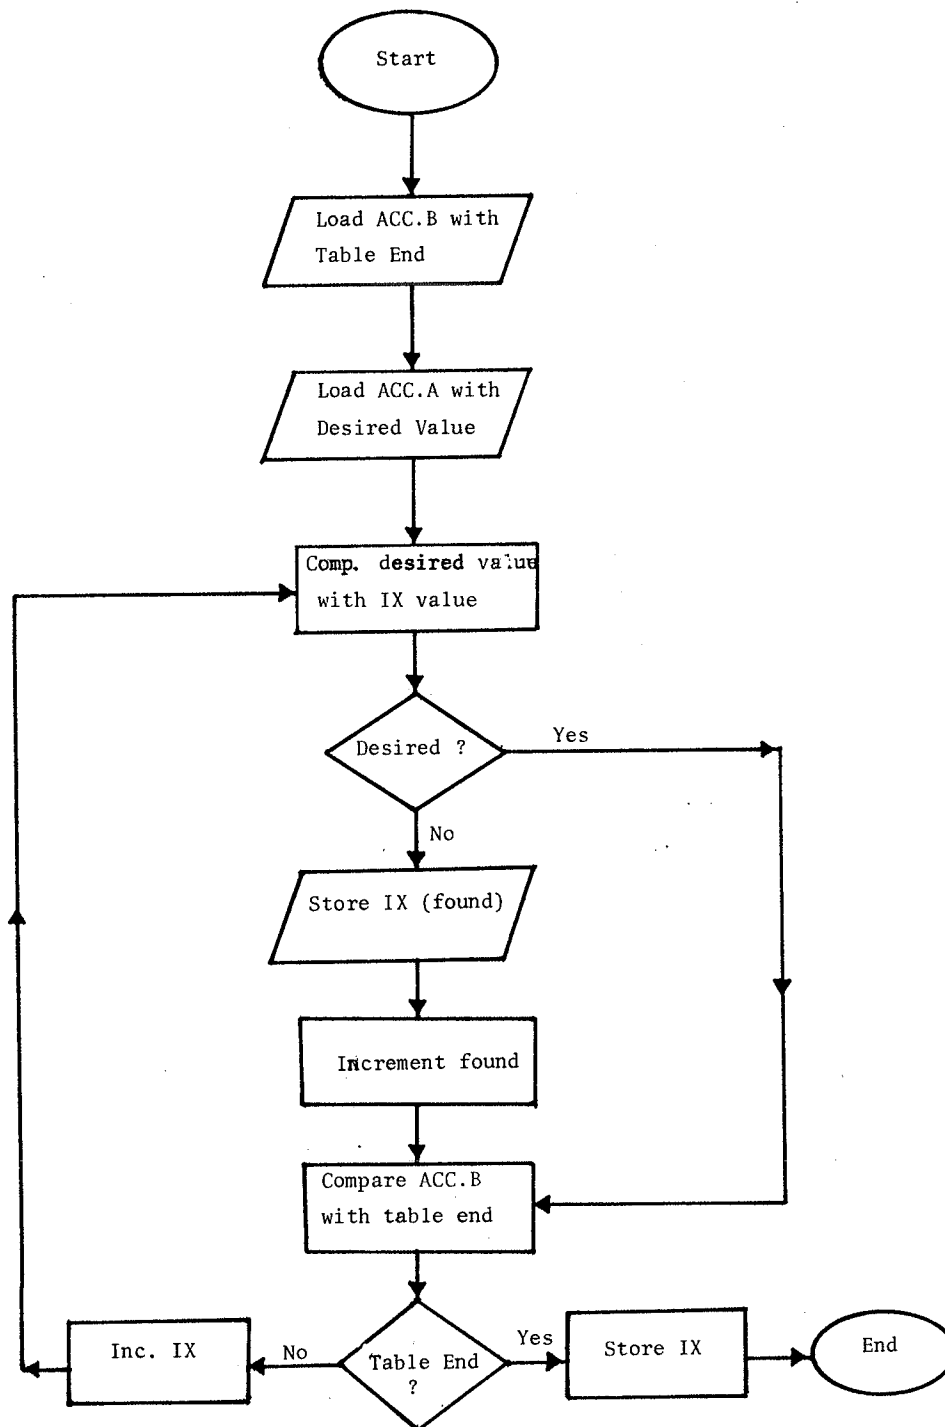 Start
Load ACC.B with
Table End
Load ACC.A with
Desired Value
Comp. desired value
with IX value
Desired ?
Yes
No
Store IX (found)
Increment found
Compare ACC.B
with table end
Inc. IX
No
Table End
?
Yes
Store IX
End